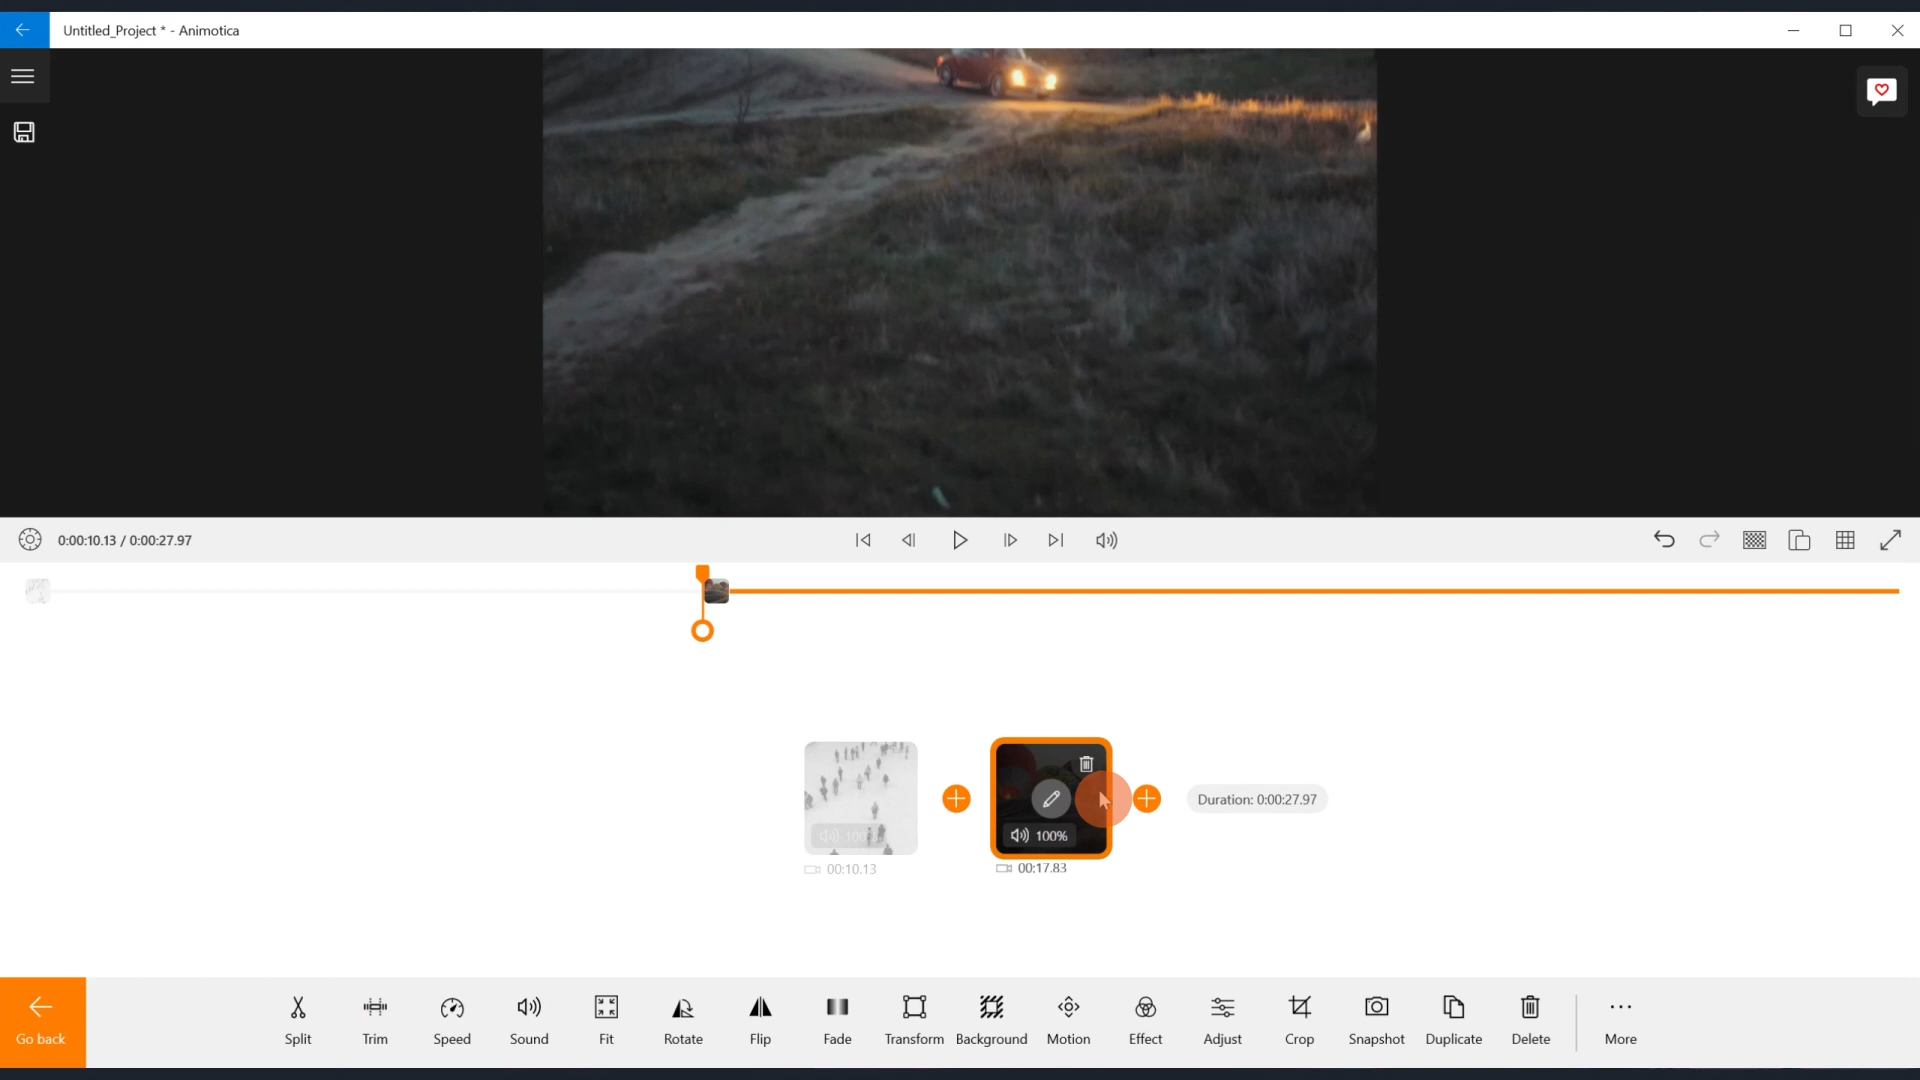 Untitled_Project * - Animotica
0:00:10.13 / 0:00:27.97
100%
100%
Duration: 0:00:27.97
00:10.13
00:17.83
Go back
Split
Trim
Speed
Sound
Fit
Rotate
Flip
Fade
Transform
Background
Motion
Effect
Adjust
Crop
Snapshot
Duplicate
Delete
More